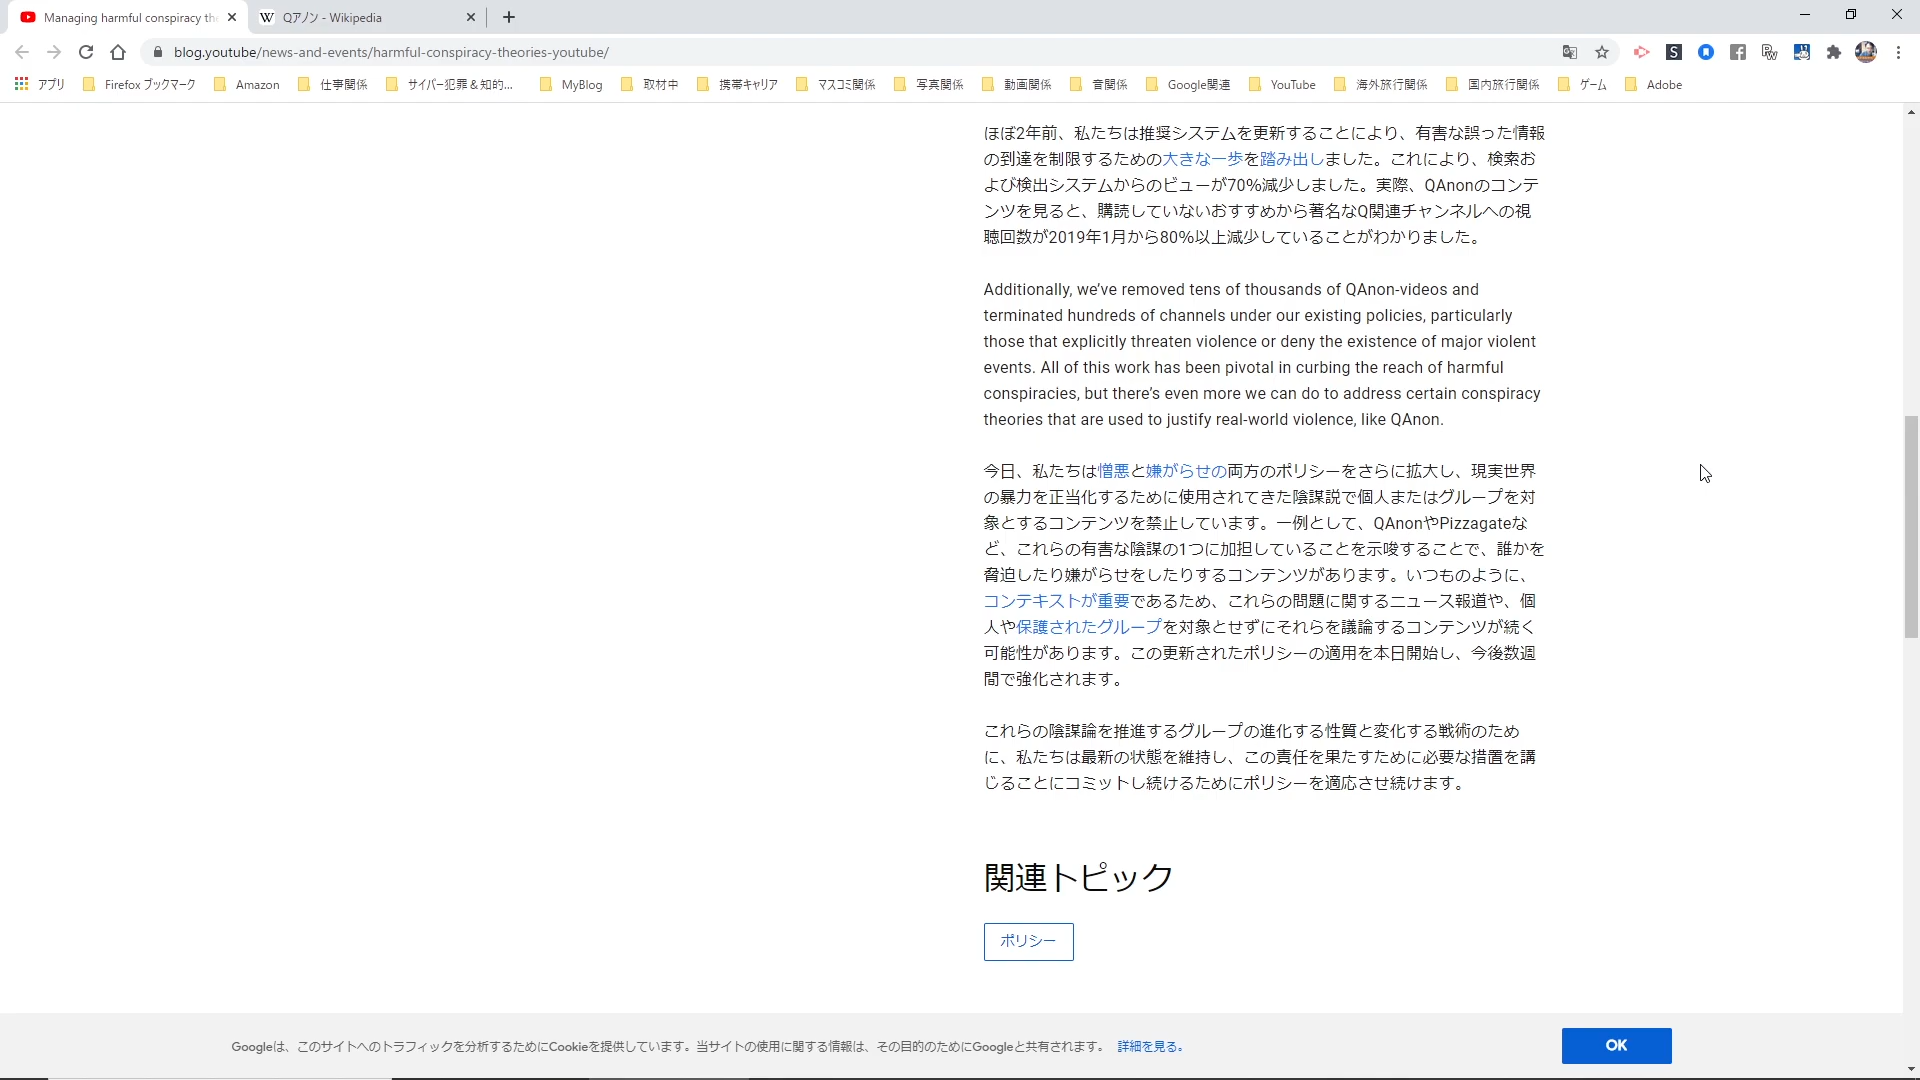 Managing harmful conspiracy the
Qアノン - Wikipedia
blog.youtube/news-and-events/harmful-conspiracy-theories-youtube/
アプリ
Firefox ブックマーク
Amazon
仕事関係
サイバー犯罪＆知的...
MyBlog
取材中
携帯キャリア
マスコミ関係
写真関係
動画関係
音関係
Google関連
YouTube
海外旅行関係
国内旅行関係
ゲーム
Adobe
ほぼ2年前、私たちは推奨システムを更新することにより、有害な誤った情報
の到達を制限するための大きな一歩を踏み出しました。これにより、検索お
よび検出システムからのビューが70％減少しました。実際、QAnonのコンテ
ンツを見ると、購読していないおすすめから著名なQ関連チャンネルへの視
聴回数が2019年1月から80％以上減少していることがわかりました。
Additionally, we’ve removed tens of thousands of QAnon-videos and
terminated hundreds of channels under our existing policies, particularly
those that explicitly threaten violence or deny the existence of major violent
events. All of this work has been pivotal in curbing the reach of harmful
conspiracies, but there’s even more we can do to address certain conspiracy
theories that are used to justify real-world violence, like QAnon.
今日、私たちは憎悪と嫌がらせの両方のポリシーをさらに拡大し、現実世界
の暴力を正当化するために使用されてきた陰謀説で個人またはグループを対
象とするコンテンツを禁止しています。一例として、QAnonやPizzagateな
ど、これらの有害な陰謀の1つに加担していることを示唆することで、誰かを
脅迫したり嫌がらせをしたりするコンテンツがあります。いつものように、
コンテキストが重要であるため、これらの問題に関するニュース報道や、個
人や保護されたグループを対象とせずにそれらを議論するコンテンツが続く
可能性があります。この更新されたポリシーの適用を本日開始し、今後数週
間で強化されます。
これらの陰謀論を推進するグループの進化する性質と変化する戦術のため
に、私たちは最新の状態を維持し、この責任を果たすために必要な措置を講
じることにコミットし続けるためにポリシーを適応させ続けます。
関連トピック
ポリシー
Googleは、このサイトへのトラフィックを分析するためにCookieを提供しています。当サイトの使用に関する情報は、その目的のためにGoogleと共有されます。 詳細を見る。
OK